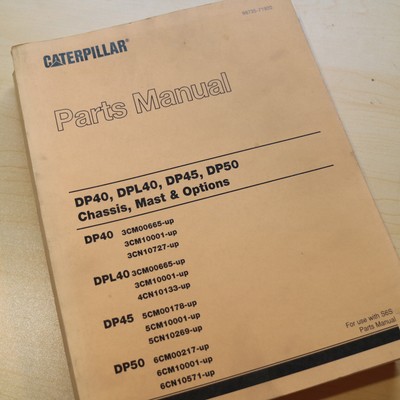 CATERPILLAR
Parts Manual
DP40, DPL40, DP45, DP50
Chassis, Mast & Options
DP40 3CM00665-up
3CM10001-up
3CN10727-up
DPL40 3CM00665-up
3CM10001-up
4CN10133-up
DP45 5CM00178-up
5CM10001-up
5CN10269-up
DP50 6CM00217-up
6CM10001-up
6CN10571-up
For use with S6S
Parts Manual